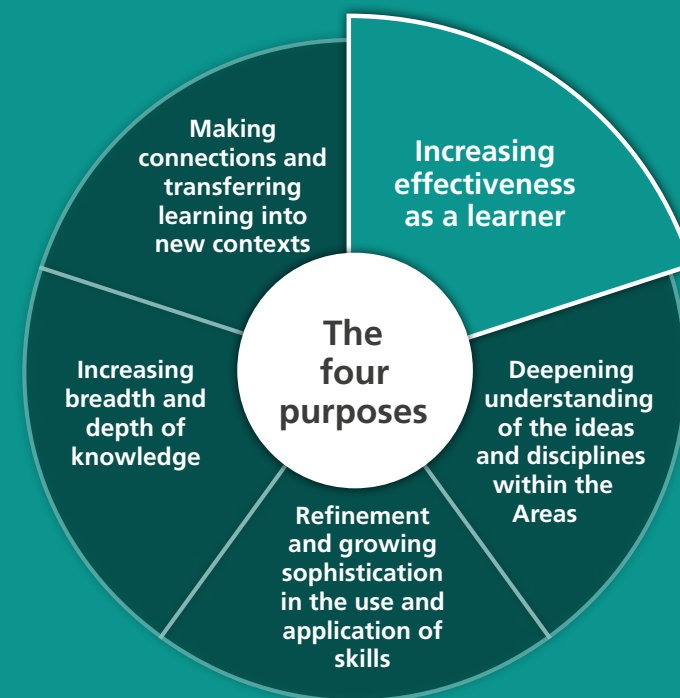 The
four
purposes
Increasing
effectiveness
as a learner
Deepening
understanding
of the ideas
and disciplines
within the
Areas
Refinement
and growing
sophistication
in the use and
application of
skills
Increasing
breadth and
depth of
knowledge
Making
connections and
transferring
learning into
new contexts